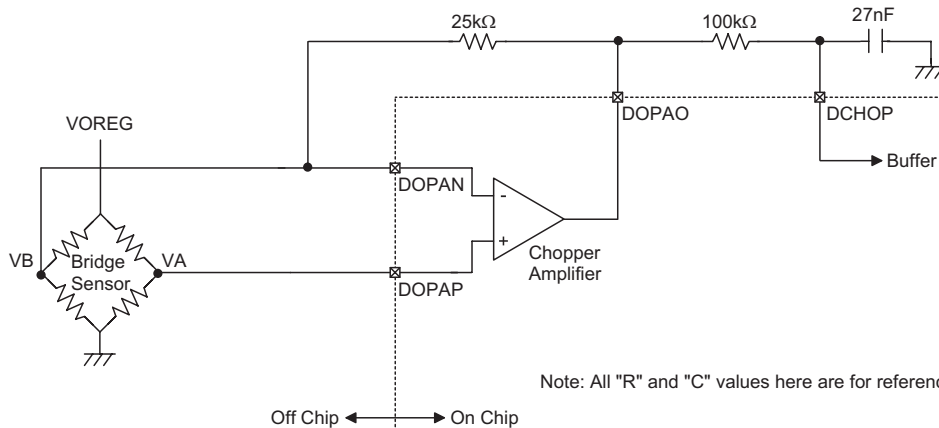 25kΩ
100kΩ
27nF
VOREG
DOPAO
DCHOP
Buffer
DOPAN
-
+
Chopper
Amplifier
VB
Bridge
Sensor
VA
DOPAP
Note: All "R" and "C" values here are for referenc
Off Chip
On Chip